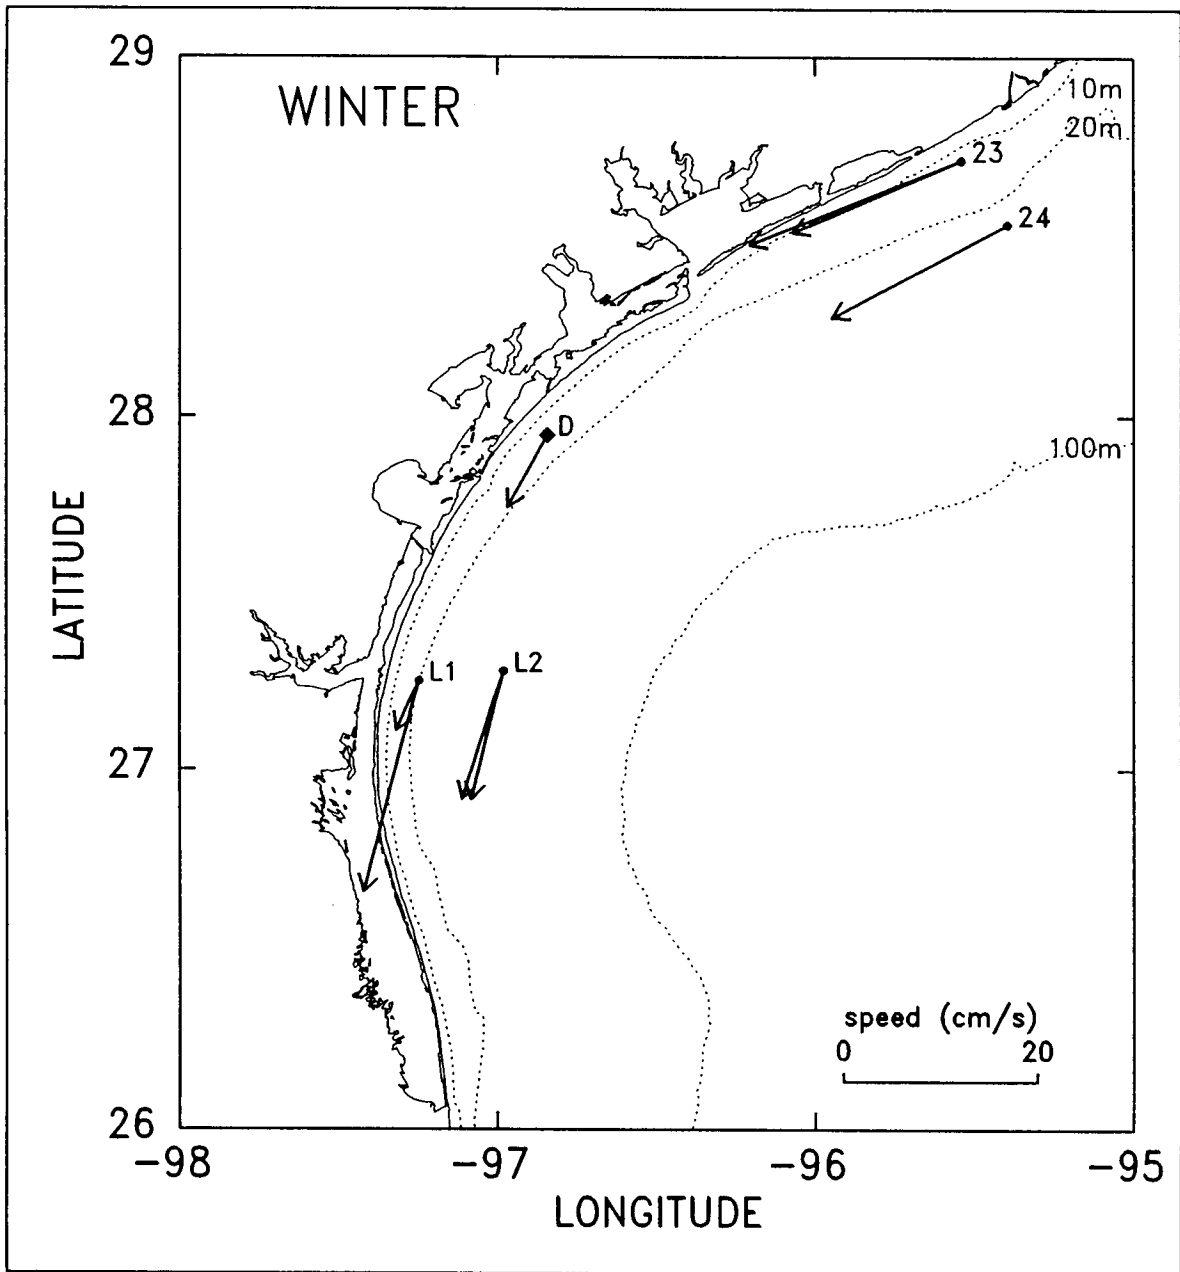 29
WINTER
10m
20m
23
24
28
D
100m
LATITUDE
L1
L2
27
speed (cm/s)
0 20
26
-98 -97 -96 -95
LONGITUDE